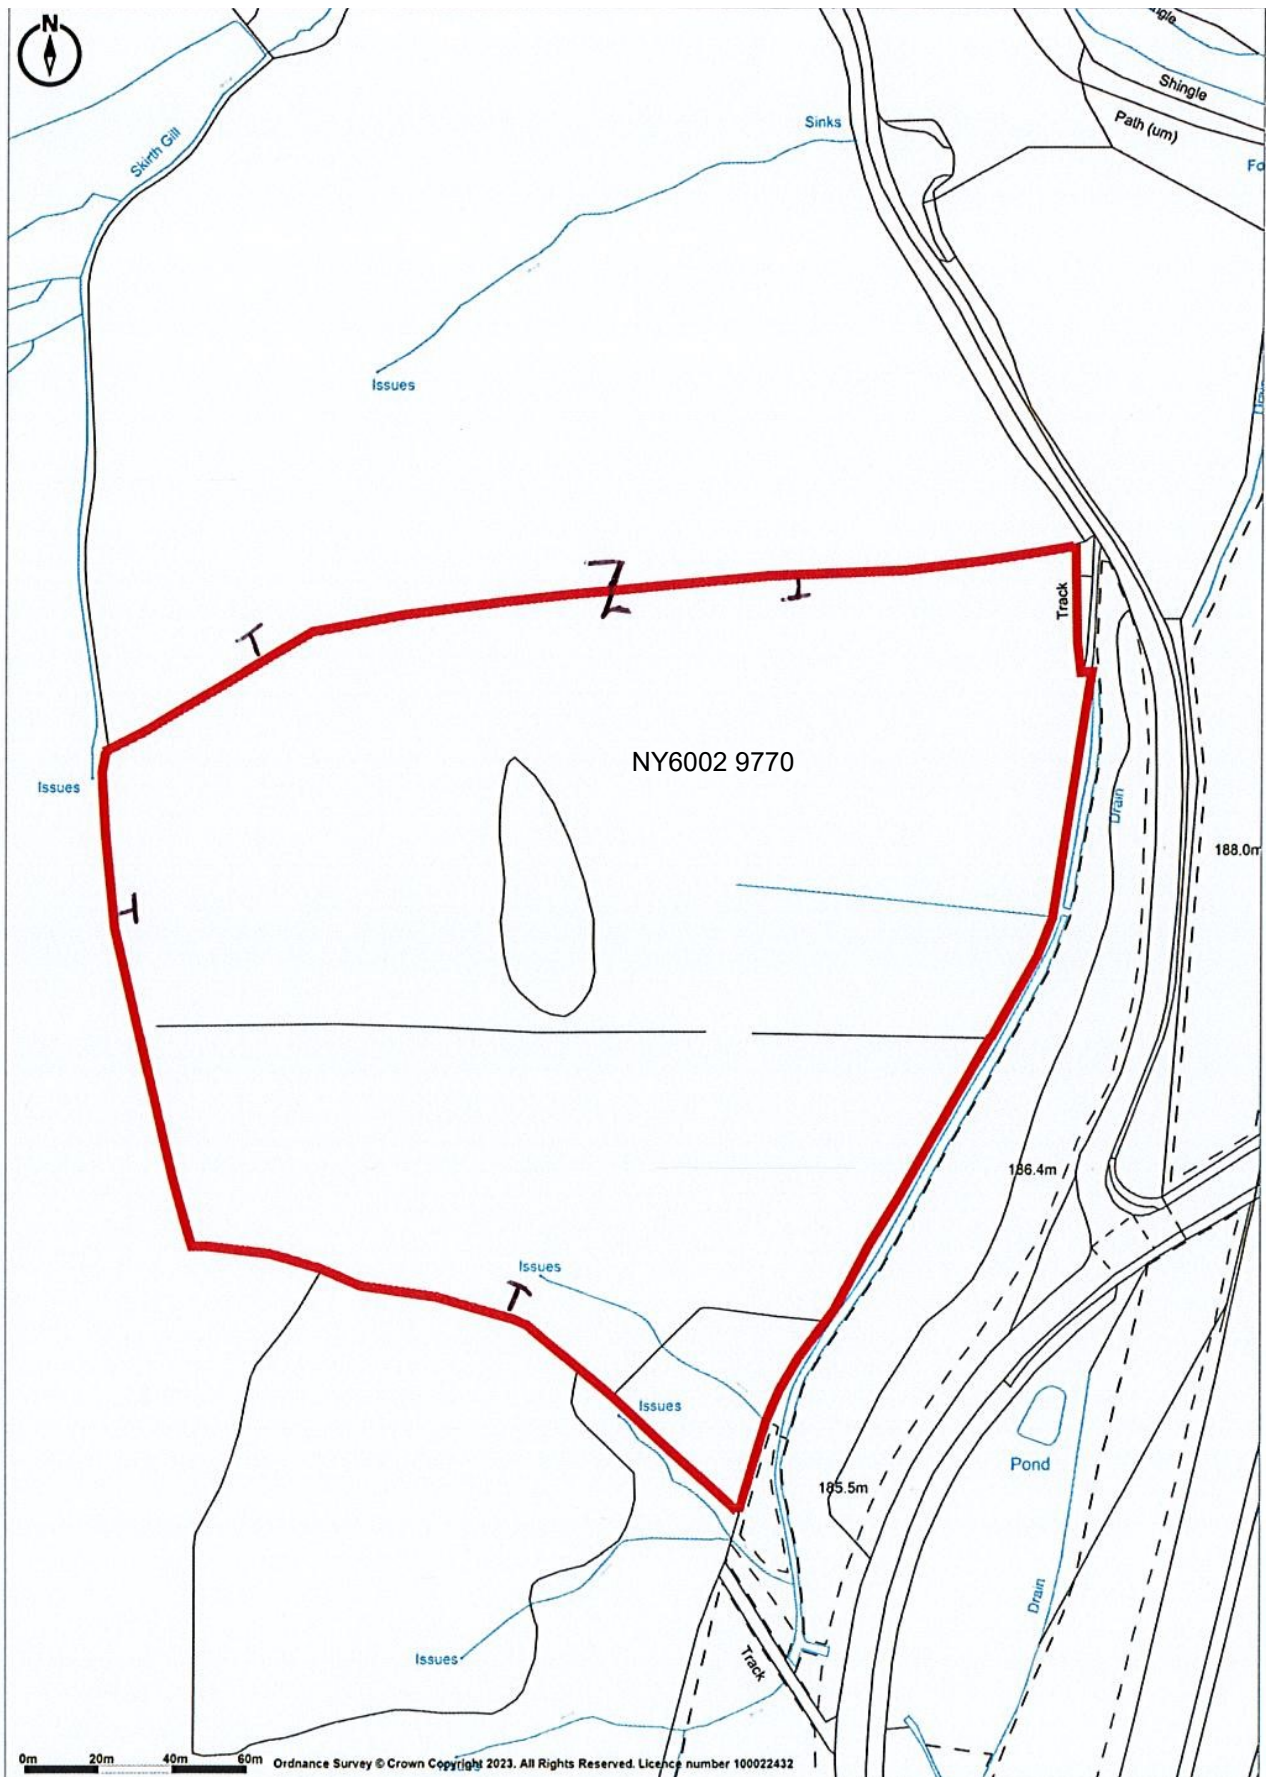 N
Shingle
Path (um)
Sinks
Skirth Gill
Issues
Track
Z
T
T
T
T
NY6002 9770
Issues
Drain
188.0m
186.4m
Issues
Issues
Pond
185.5m
Drain
Issues
Track
0m 20m 40m 60m Ordnance Survey © Crown Copyright 2023. All Rights Reserved. Licence number 100022432